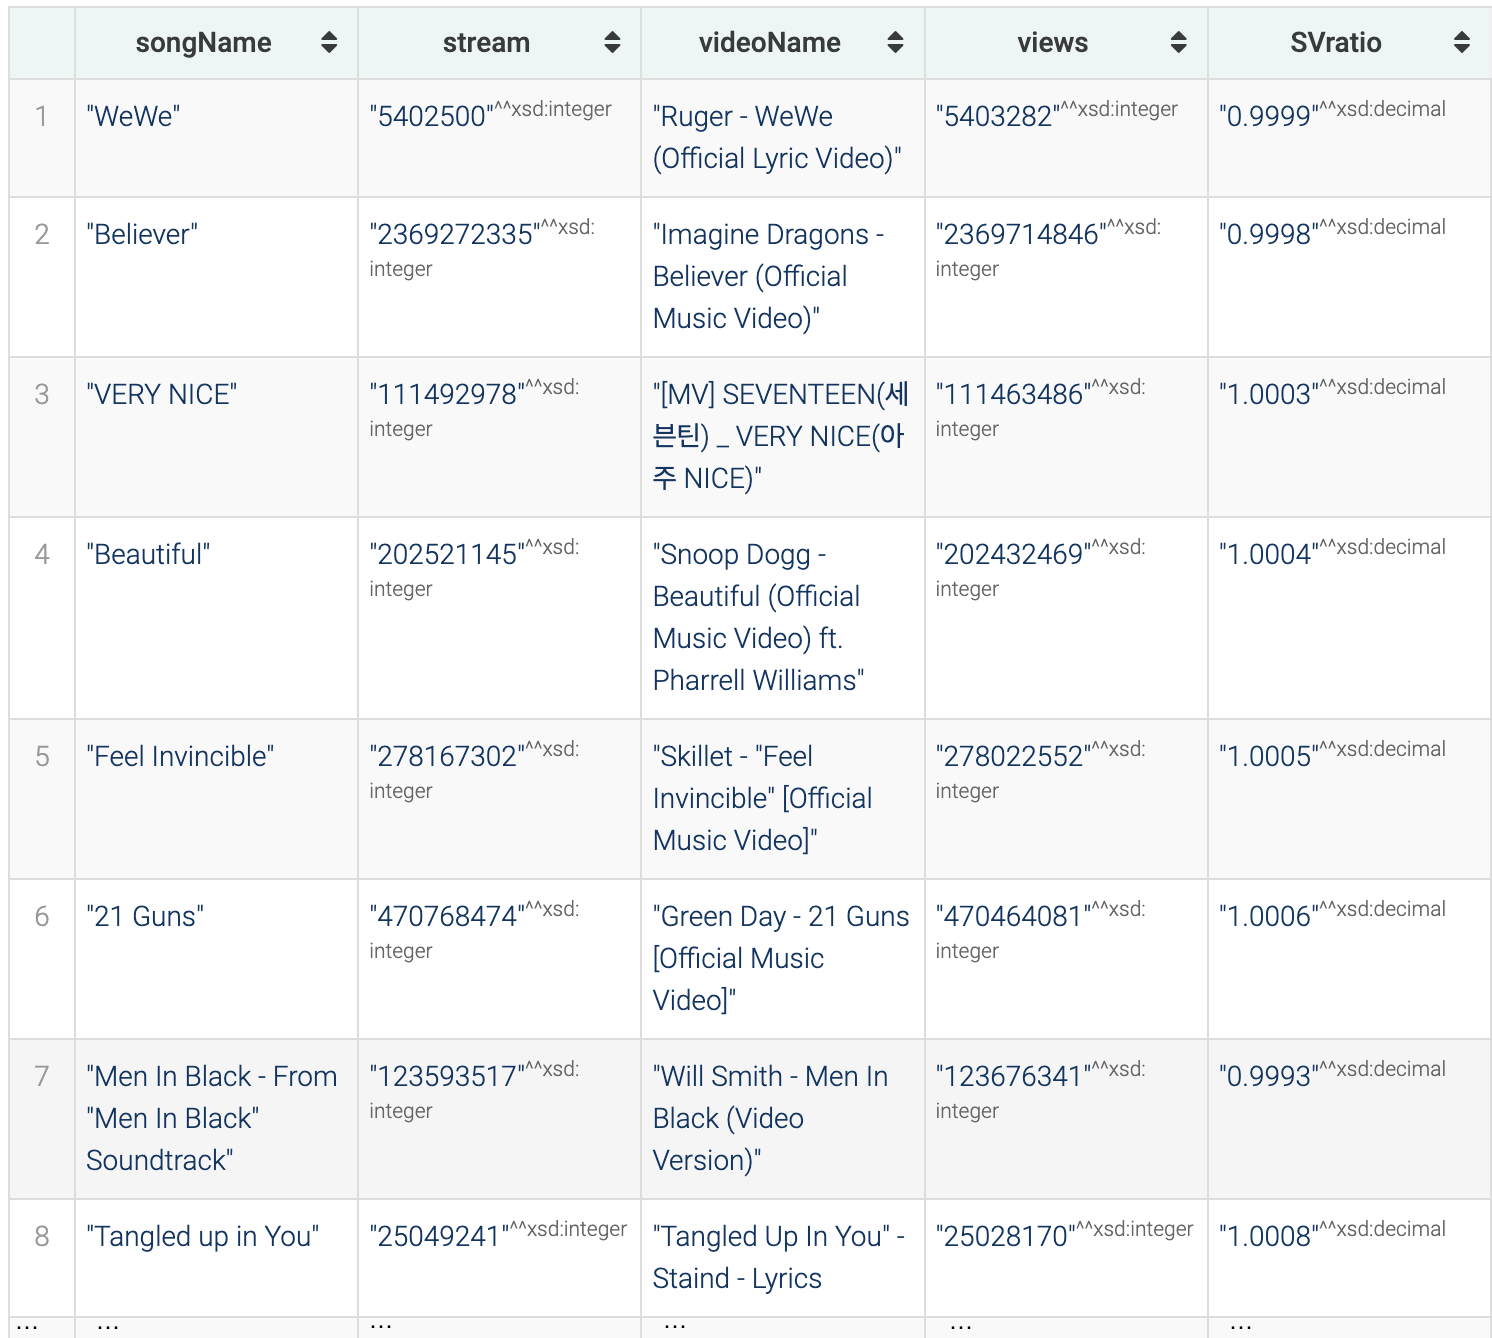 songName stream videoName views SVratio
1 "WeWe" "5402500"^^xsd:integer "Ruger - WeWe "5403282"^^xsd:integer "0.9999"^^xsd:decimal
(Official Lyric Video)"
2 "Believer" "2369272335"^^xsd: "Imagine Dragons - "2369714846"^^xsd: "0.9998"^^xsd:decimal
integer Believer (Official integer
Music Video)"
3 "VERY NICE" "111492978"^^xsd: "[MV] SEVENTEEN(세 "111463486"^^xsd: "1.0003"^^xsd:decimal
integer 븐틴) _ VERY NICE(아 integer
주 NICE)"
4 "Beautiful" "202521145"^^xsd: "Snoop Dogg - "202432469"^^xsd: "1.0004"^^xsd:decimal
integer Beautiful (Official integer
Music Video) ft.
Pharrell Williams"
5 "Feel Invincible" "278167302"^^xsd: "Skillet - "Feel "278022552"^^xsd: "1.0005"^^xsd:decimal
integer Invincible" [Official integer
Music Video]"
6 "21 Guns" "470768474"^^xsd: "Green Day - 21 Guns "470464081"^^xsd: "1.0006"^^xsd:decimal
integer [Official Music integer
Video]"
7 "Men In Black - From "123593517"^^xsd: "Will Smith - Men In "123676341"^^xsd: "0.9993"^^xsd:decimal
"Men In Black" integer Black (Video integer
Soundtrack" Version)"
8 "Tangled up in You" "25049241"^^xsd:integer "Tangled Up In You" - "25028170"^^xsd:integer "1.0008"^^xsd:decimal
Staind - Lyrics
... ... ... ... ... ...